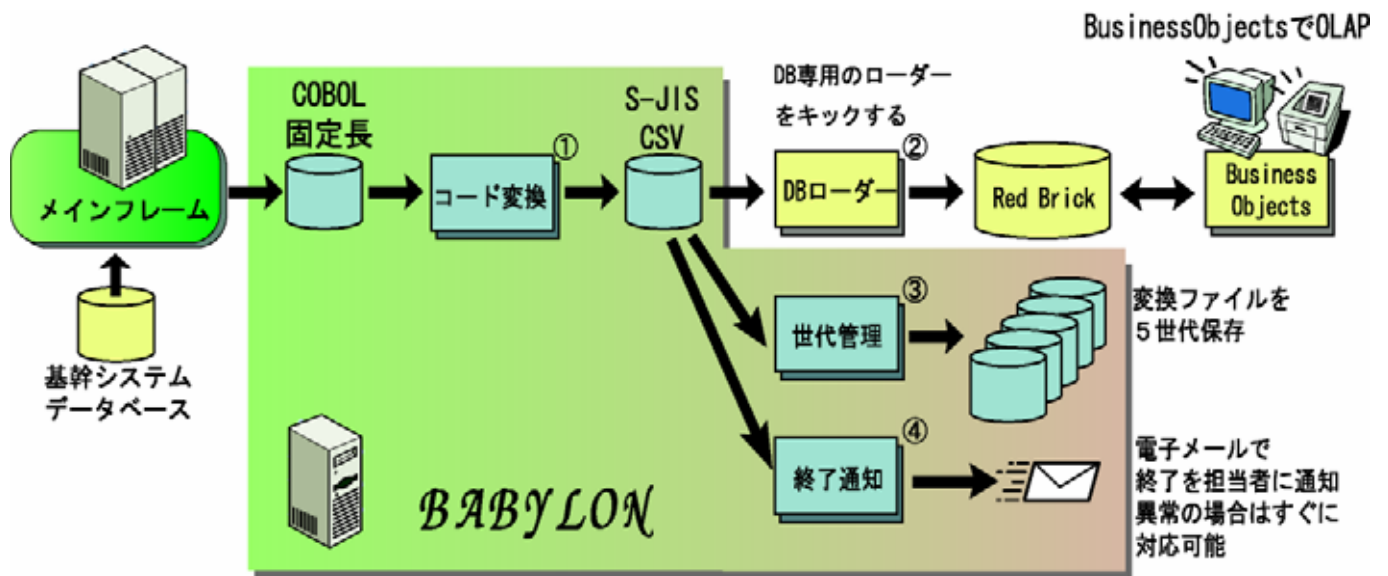 BusinessObjectsでOLAP
COBOL
固定長
S-JIS
CSV
DB専用のローダー
をキックする
メインフレーム
①
コード変換
②
DBローダー
Red Brick
Business
Objects
基幹システム
データベース
③
世代管理
変換ファイルを
５世代保存
④
終了通知
電子メールで
終了を担当者に通知
異常の場合はすぐに
対応可能
BABYLON